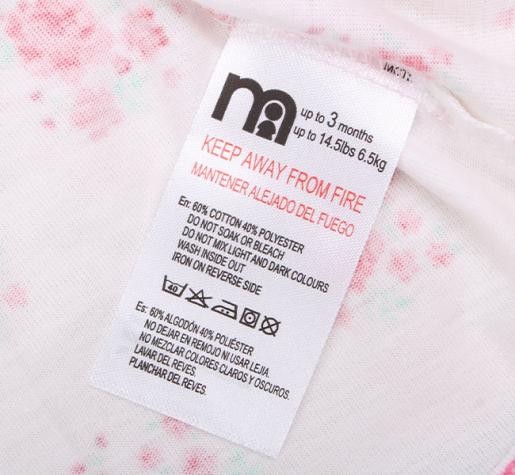 m
up to 3 months
up to 14.5lbs 6.5kg
KEEP AWAY FROM FIRE
MANTENER ALEJADO DEL FUEGO
En: 60% COTTON 40% POLYESTER
DO NOT SOAK OR BLEACH
DO NOT MIX LIGHT AND DARK COLOURS
WASH INSIDE OUT
IRON ON REVERSE SIDE
40
Es: 60% ALGODÓN 40% POLIÉSTER
NO DEJAR EN REMOJO NI USAR LEJIA
NO MEZCLAR COLORES CLAROS Y OSCUROS.
LAVAR DEL REVES.
PLANCHAR DEL REVES.